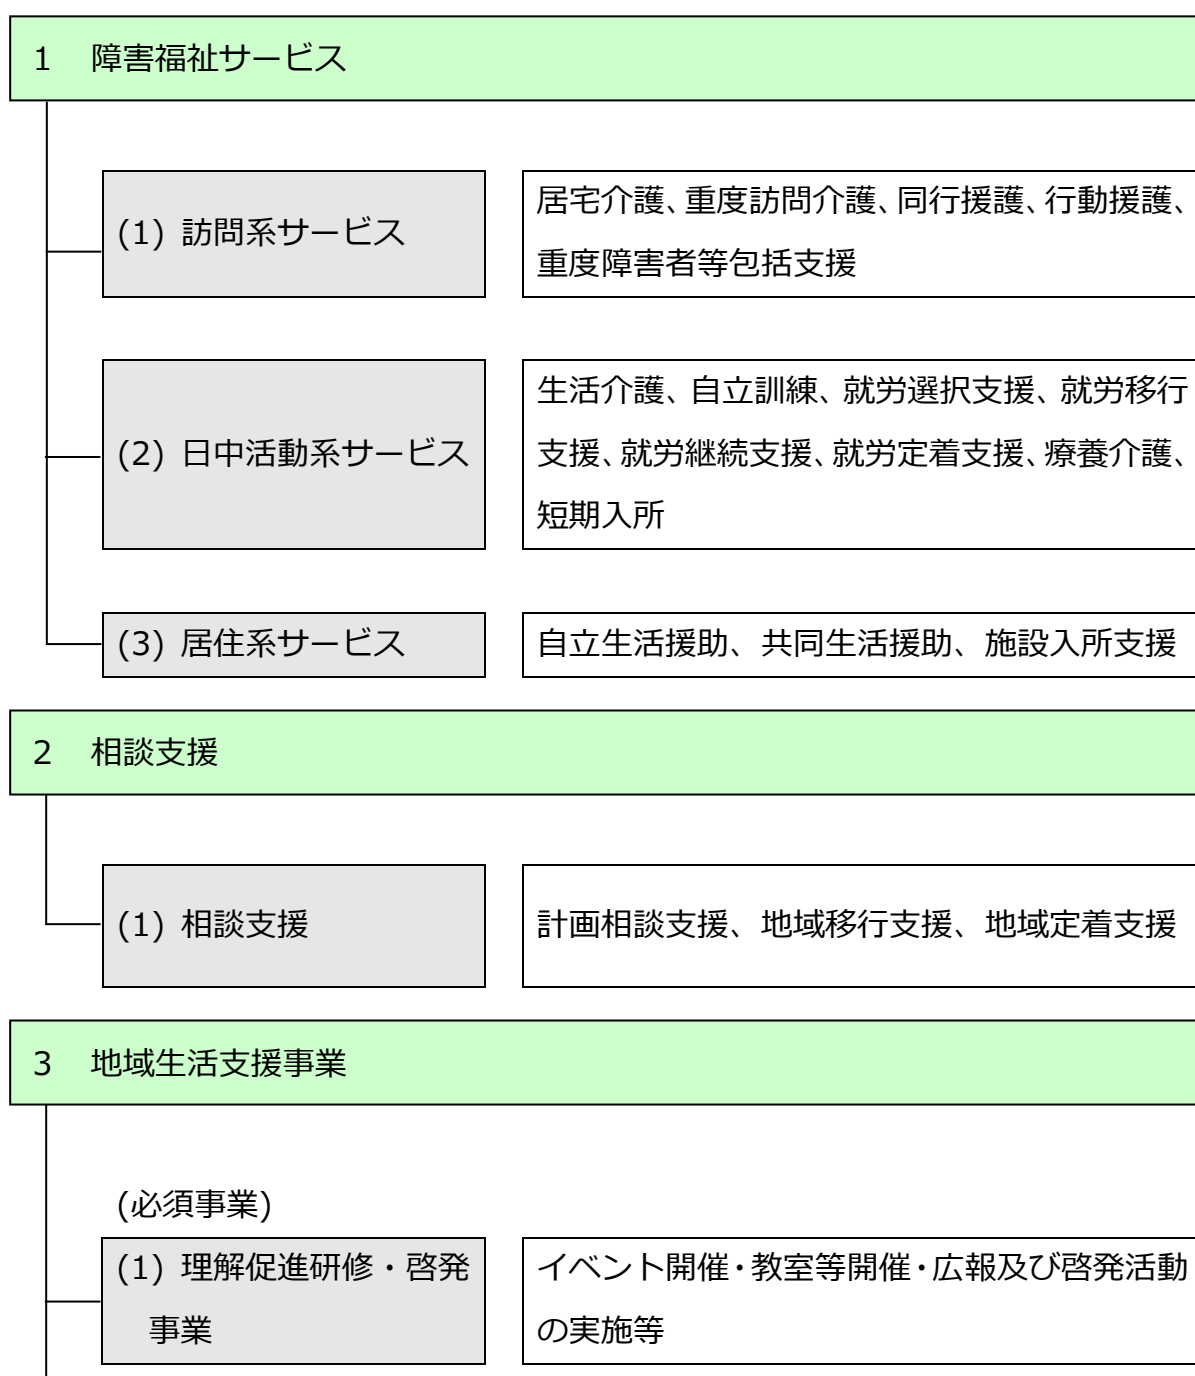 1 障害福祉サービス
(1) 訪問系サービス
居宅介護、重度訪問介護、同行援護、行動援護、
重度障害者等包括支援
(2) 日中活動系サービス
生活介護、自立訓練、就労選択支援、就労移行
支援、就労継続支援、就労定着支援、療養介護、
短期入所
(3) 居住系サービス
自立生活援助、共同生活援助、施設入所支援
2 相談支援
(1) 相談支援
計画相談支援、地域移行支援、地域定着支援
3 地域生活支援事業
(必須事業)
(1) 理解促進研修・啓発
事業
イベント開催・教室等開催・広報及び啓発活動
の実施等